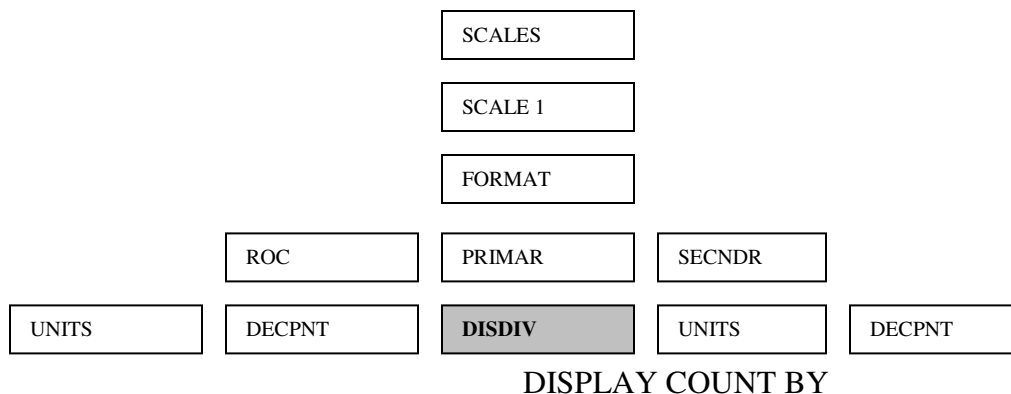 SCALES
SCALE 1
FORMAT
ROC PRIMAR SECNDR
UNITS DECPNT DISDIV UNITS DECPNT
DISPLAY COUNT BY